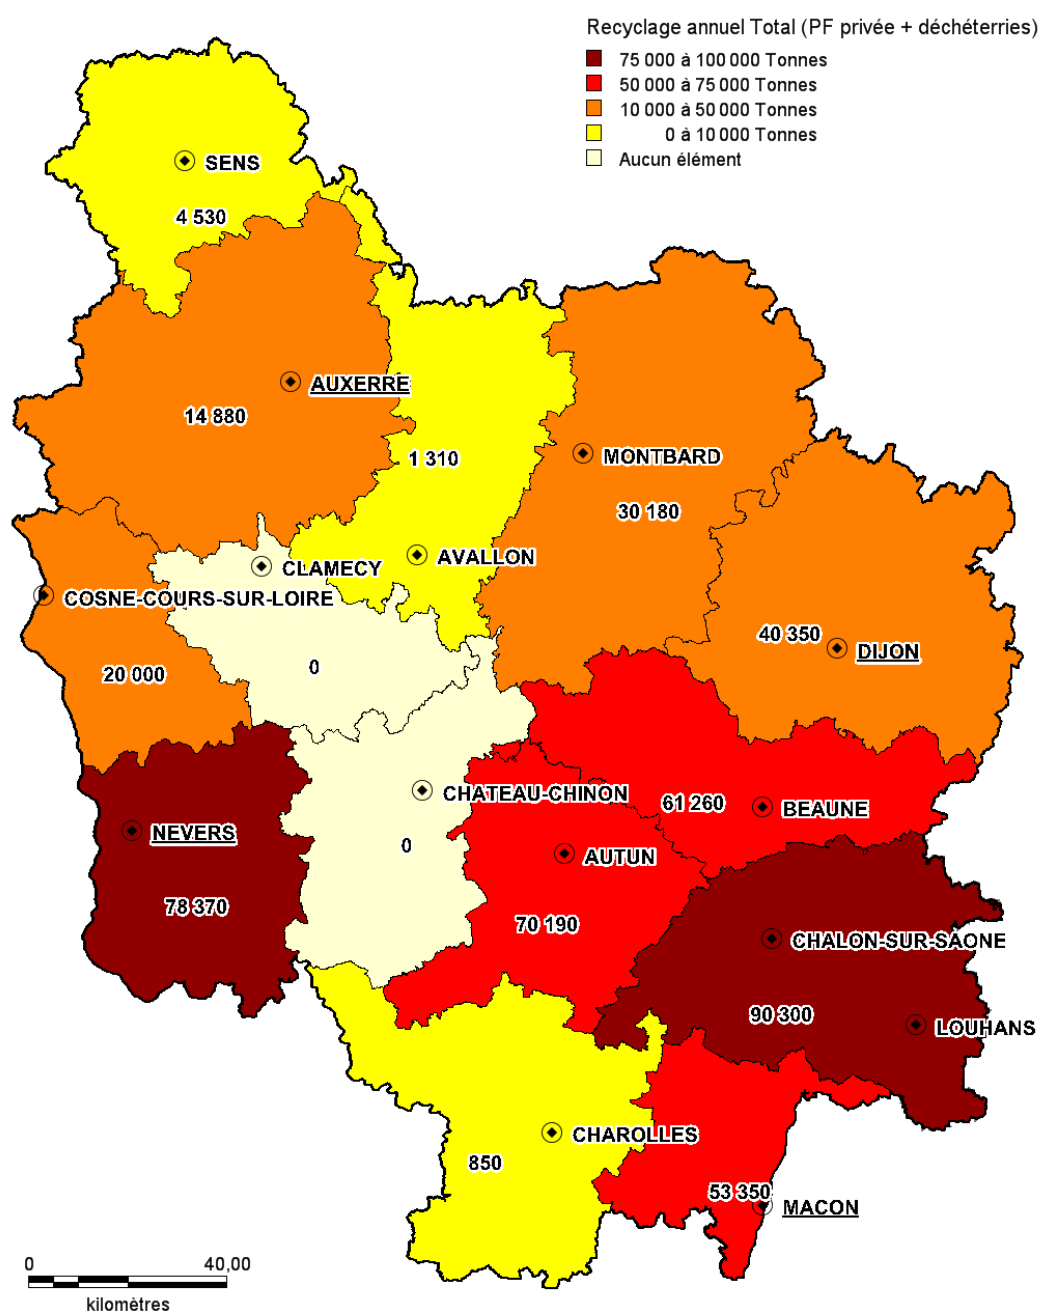 Recyclage annuel Total (PF privée + déchéterries)
75 000 à 100 000 Tonnes
50 000 à 75 000 Tonnes
10 000 à 50 000 Tonnes
0 à 10 000 Tonnes
Aucun élément
SENS
4 530
AUXERRE
14 880
1 310
MONTBARD
30 180
AVALLON
CLAMECY
COSNE-COURS-SUR-LOIRE
40 350
DIJON
0
20 000
CHATEAU-CHINON
61 260
BEAUNE
NEVERS
0
AUTUN
78 370
70 190
CHALON-SUR-SAONE
90 300
LOUHANS
CHAROLLES
850
53 350
MACON
0
40,00
kilomètres